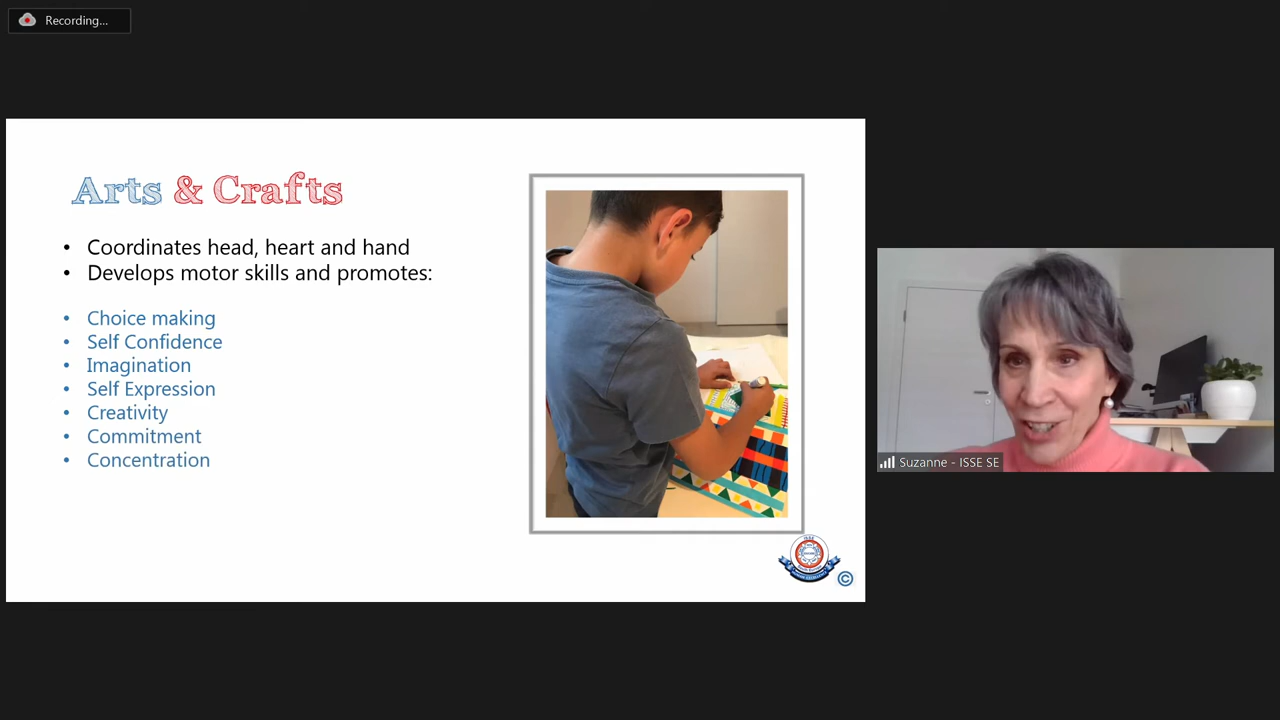 Recording...
Arts & Crafts
• Coordinates head, heart and hand
• Develops motor skills and promotes:
• Choice making
• Self Confidence
• Imagination
• Self Expression
• Creativity
• Commitment
• Concentration
©
Suzanne - ISSE SE